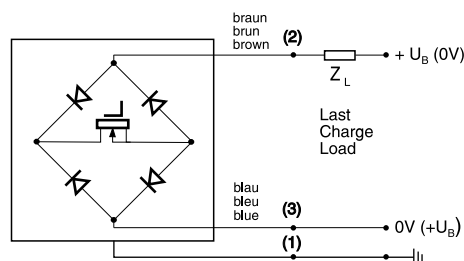 braun
brun
brown
(2)
+ U_B (0V)
Z_L
Last
Charge
Load
blau
bleu
blue
(3)
0V (+U_B)
(1)